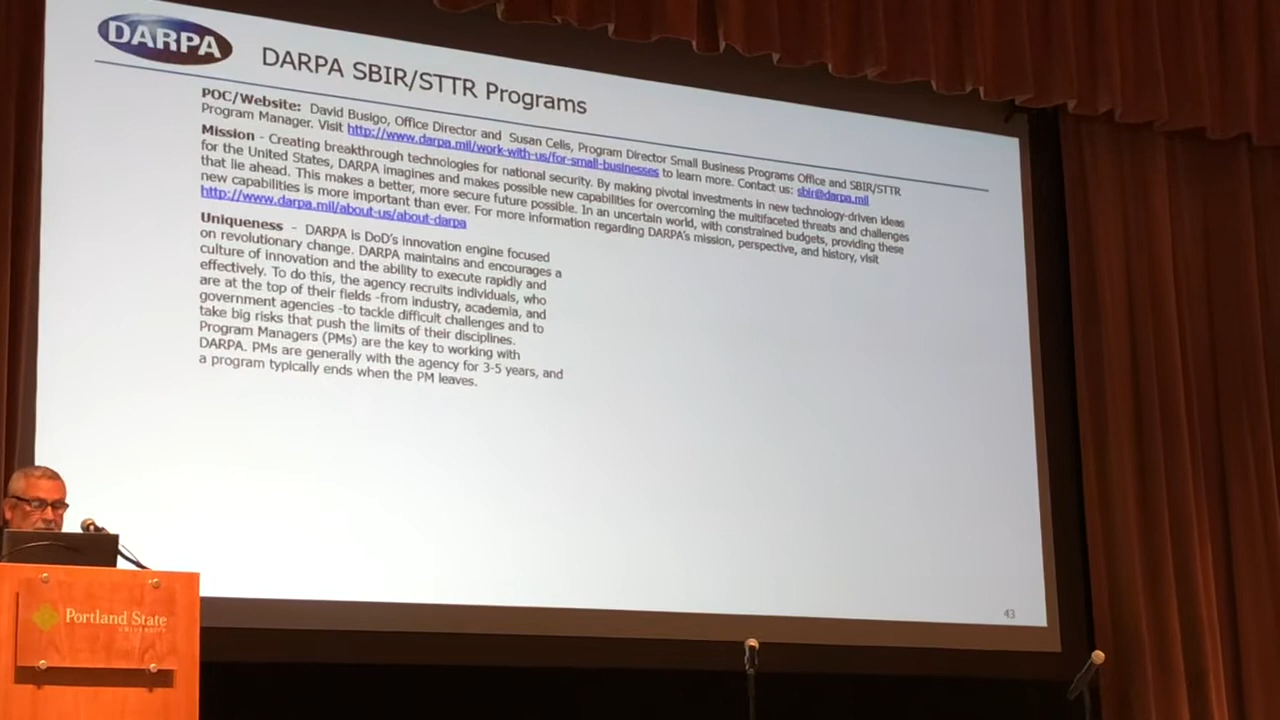 DARPA
DARPA SBIR/STTR Programs
POC/Website: David Busigo, Office Director and Susan Celis, Program Director Small Business Programs Office and SBIR/STTR
Program Manager. Visit http://www.darpa.mil/work-with-us/for-small-businesses to learn more. Contact us: sbir@darpa.mil
Mission - Creating breakthrough technologies for national security. By making pivotal investments in new technology-driven ideas
for the United States, DARPA imagines and makes possible new capabilities for overcoming the multifaceted threats and challenges
that lie ahead. This makes a better, more secure future possible. In an uncertain world, with constrained budgets, providing these
new capabilities is more important than ever. For more information regarding DARPA's mission, perspective, and history, visit
http://www.darpa.mil/about-us/about-darpa
Uniqueness - DARPA is DoD's innovation engine focused
on revolutionary change. DARPA maintains and encourages a
culture of innovation and the ability to execute rapidly and
effectively. To do this, the agency recruits individuals, who
are at the top of their fields -from industry, academia, and
government agencies -to tackle difficult challenges and to
take big risks that push the limits of their disciplines.
Program Managers (PMs) are the key to working with
DARPA. PMs are generally with the agency for 3-5 years, and
a program typically ends when the PM leaves.
43
Portland State
UNIVERSITY